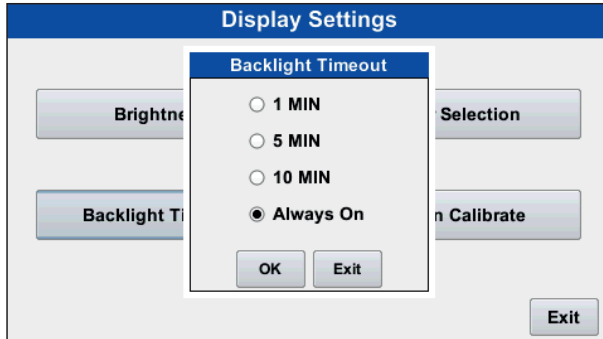 Display Settings
Backlight Timeout
Brightne
1 MIN
Selection
5 MIN
10 MIN
Backlight Ti
Always On
n Calibrate
OK
Exit
Exit